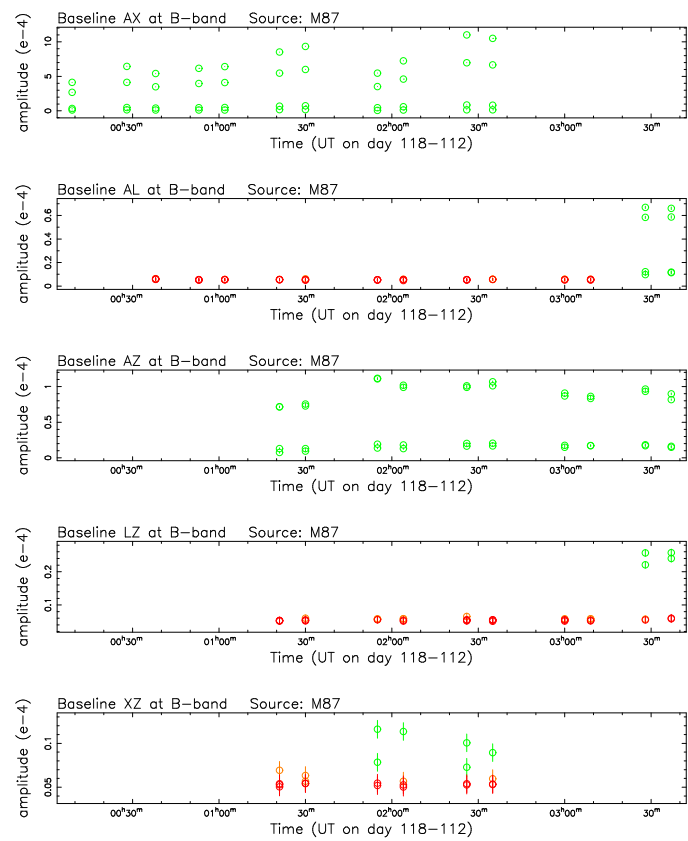 Baseline AX at B-band Source: M87
amplitude (e-4)
0 5 10
00h30m 01h00m 30m 02h00m 30m 03h00m 30m
Time (UT on day 118-112)
Baseline AL at B-band Source: M87
amplitude (e-4)
0 0.2 0.4 0.6
00h30m 01h00m 30m 02h00m 30m 03h00m 30m
Time (UT on day 118-112)
Baseline AZ at B-band Source: M87
amplitude (e-4)
0 0.5 1
00h30m 01h00m 30m 02h00m 30m 03h00m 30m
Time (UT on day 118-112)
Baseline LZ at B-band Source: M87
amplitude (e-4)
0.1 0.2
00h30m 01h00m 30m 02h00m 30m 03h00m 30m
Time (UT on day 118-112)
Baseline XZ at B-band Source: M87
amplitude (e-4)
0.05 0.1
00h30m 01h00m 30m 02h00m 30m 03h00m 30m
Time (UT on day 118-112)